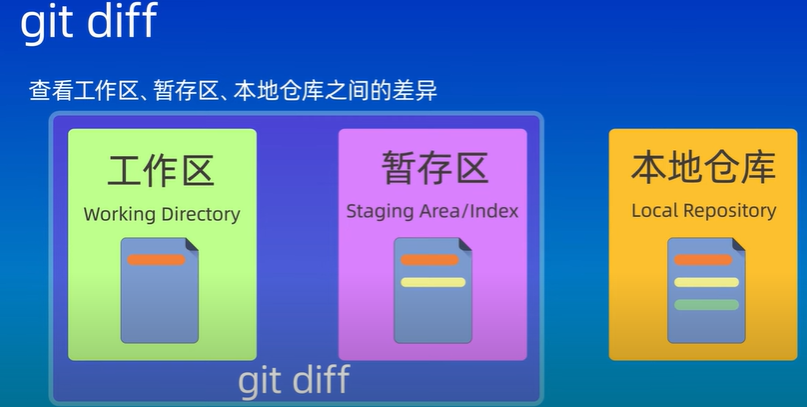 git diff
查看工作区、暂存区、本地仓库之间的差异
工作区
Working Directory
暂存区
Staging Area/Index
本地仓库
Local Repository
git diff